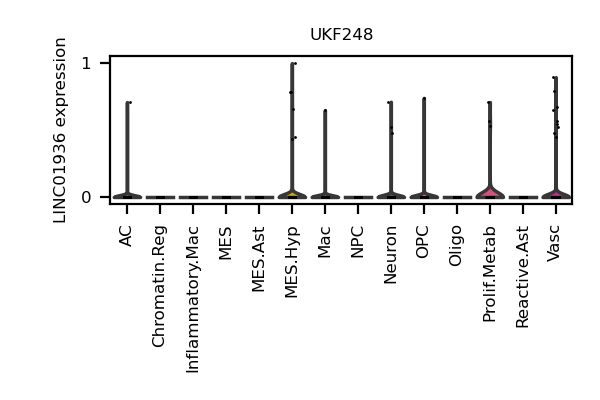 UKF248
LINC01936 expression
1
0
AC
Chromatin.Reg
Inflammatory.Mac
MES
MES.Ast
MES.Hyp
Mac
NPC
Neuron
OPC
Oligo
Prolif.Metab
Reactive.Ast
Vasc